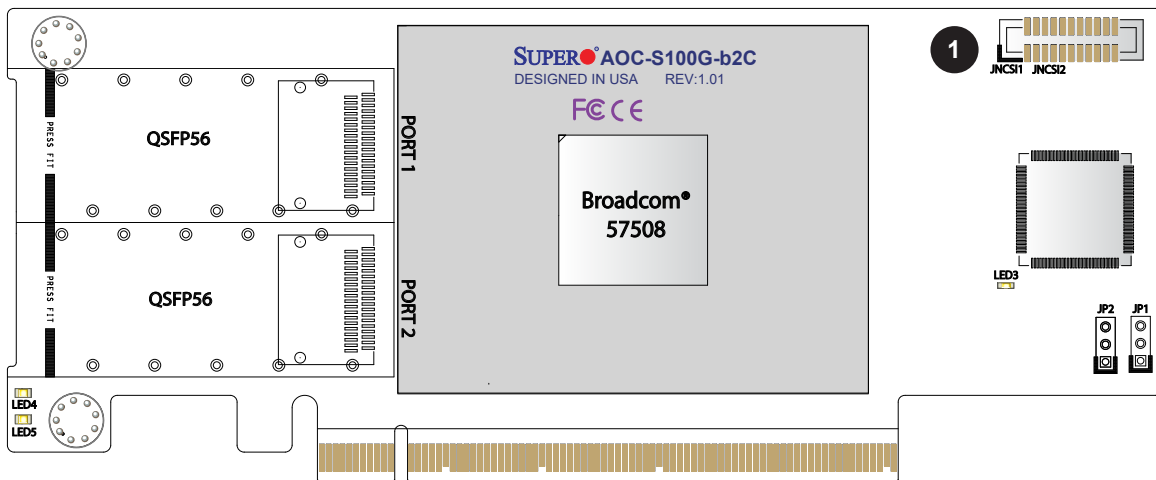 SUPER® AOC-S100G-b2C
DESIGNED IN USA REV:1.01
FC CE
1
JNCSI1 JNCSI2
PRESS FIT
QSFP56
PORT 1
Broadcom®
57508
LED3
PRESS FIT
QSFP56
PORT 2
JP2 JP1
LED4
LED5